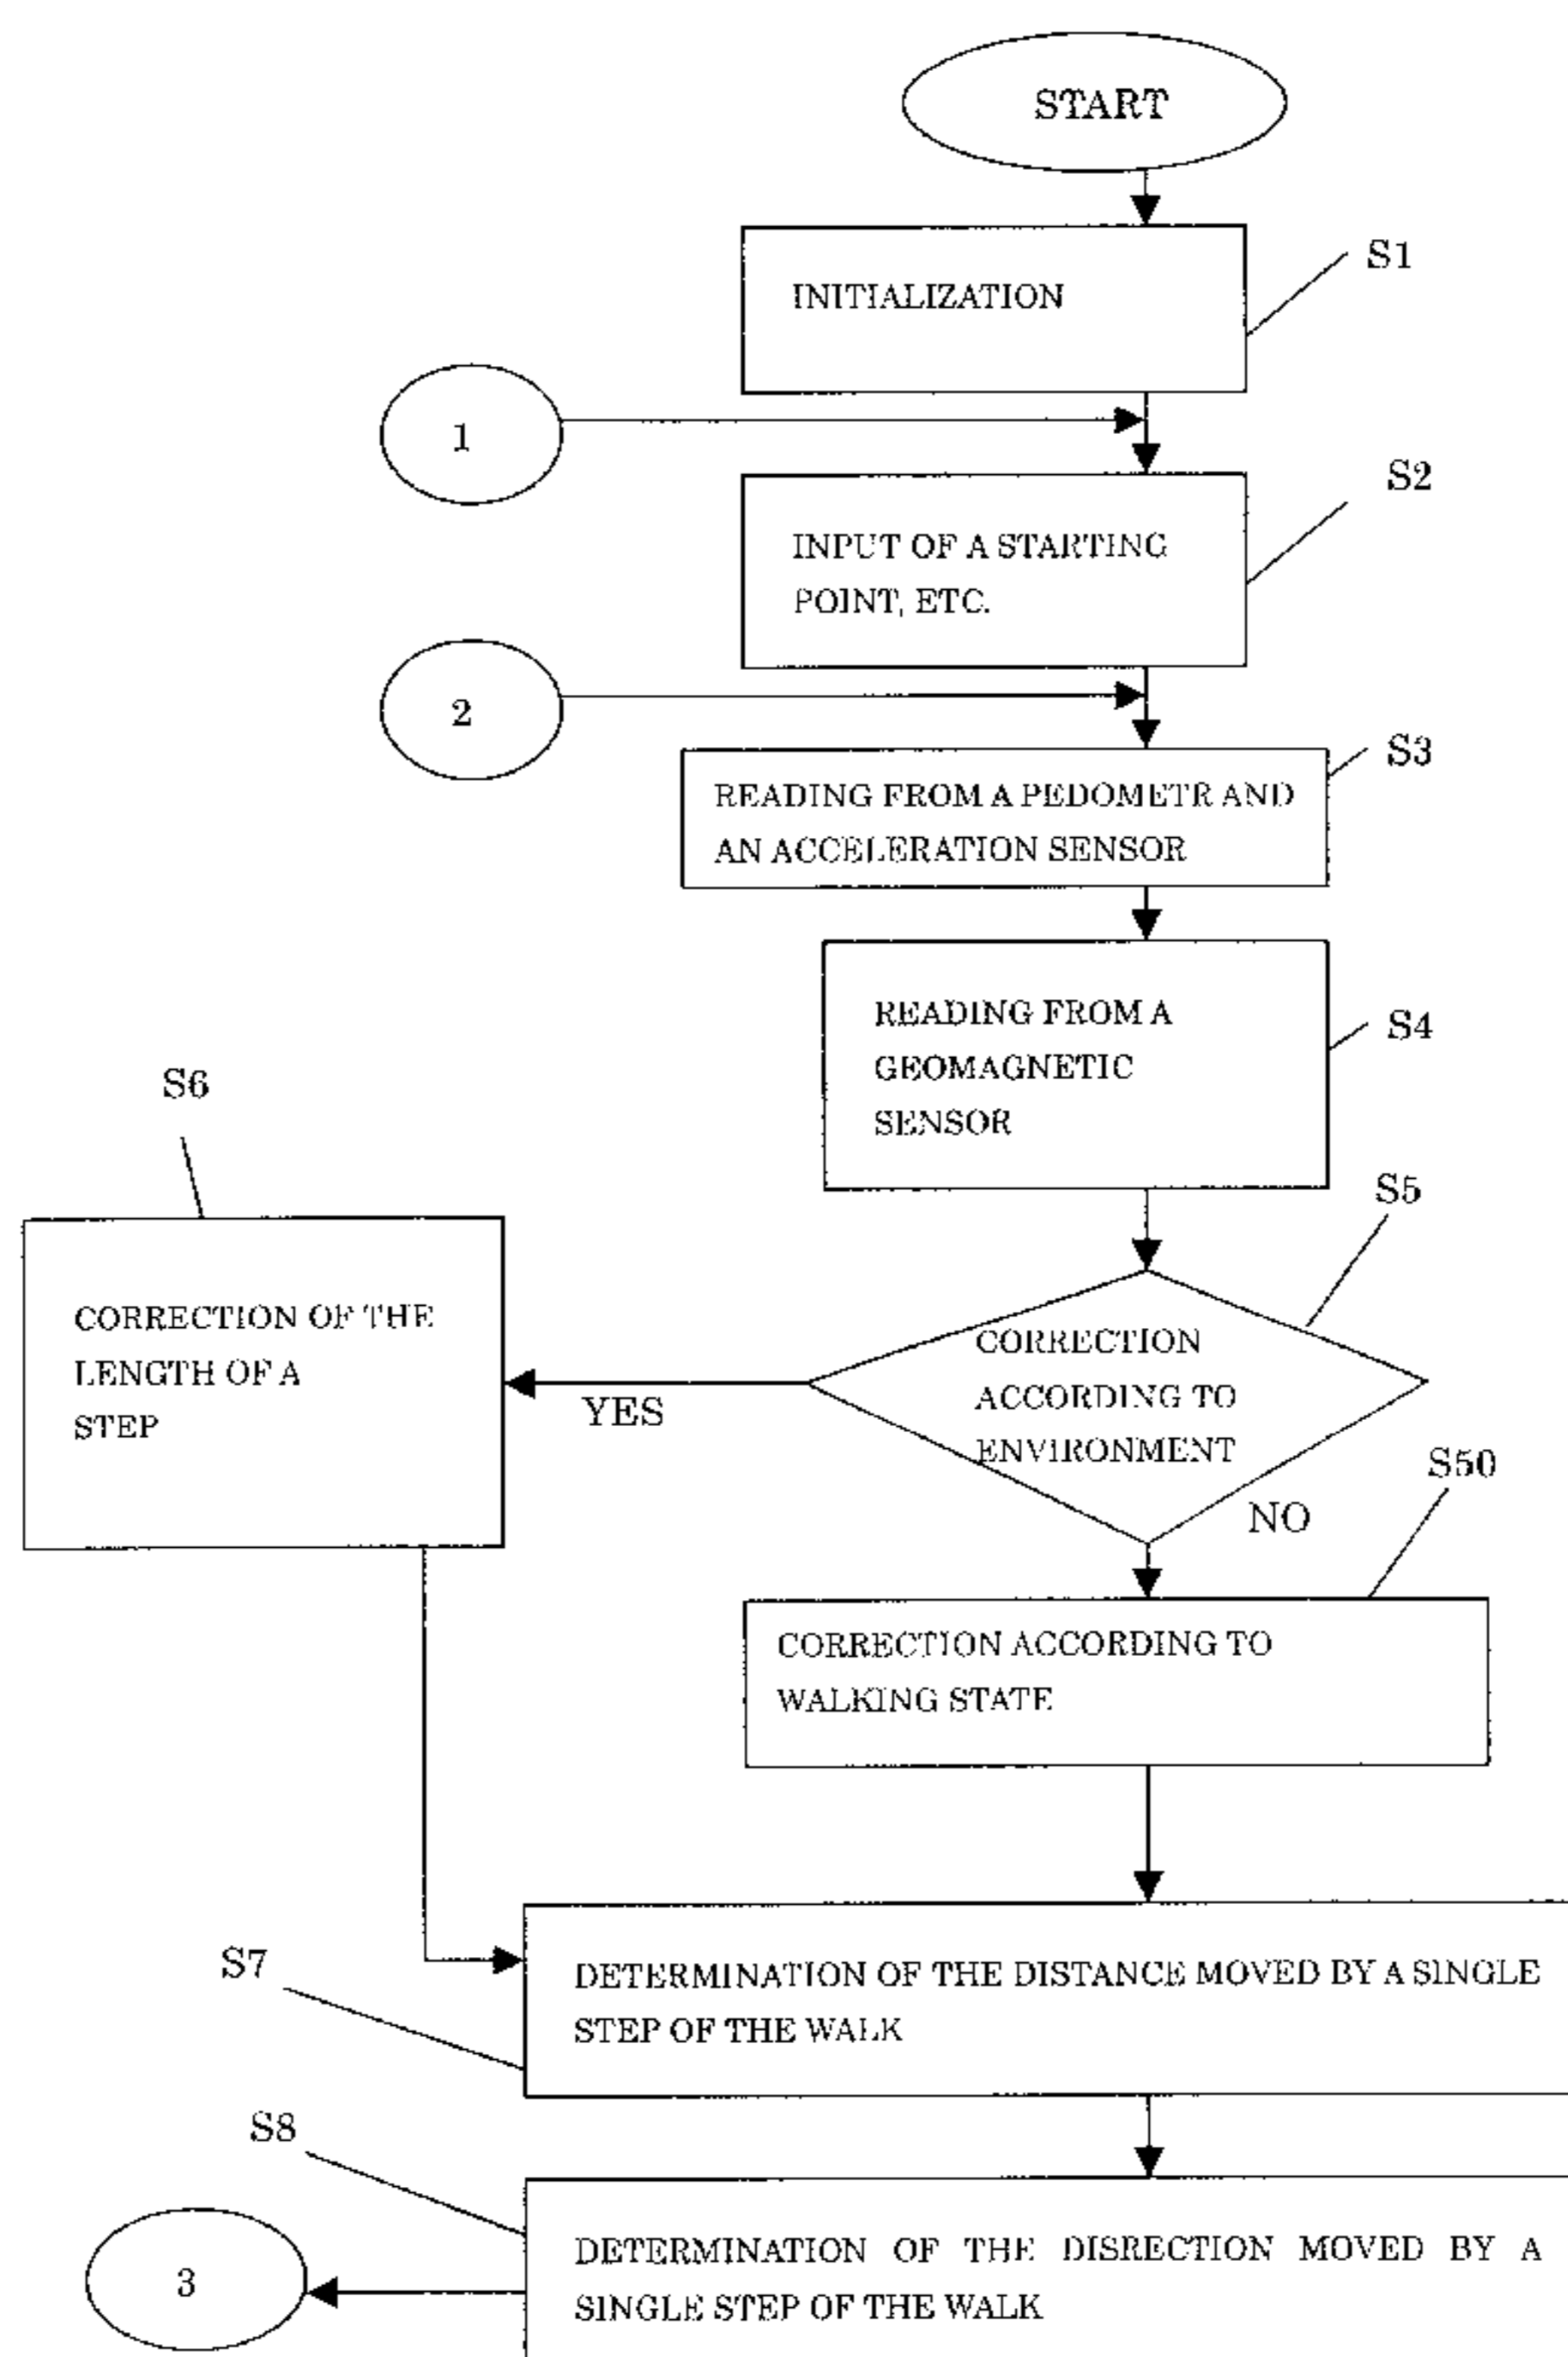 START
INITIALIZATION
S1
1
S2
INPUT OF A STARTING
POINT, ETC.
2
S3
READING FROM A PEDOMETR AND
AN ACCELERATION SENSOR
READING FROM A
GEOMAGNETIC
SENSOR
S4
S6
S5
CORRECTION OF THE
LENGTH OF A
STEP
YES
CORRECTION
ACCORDING TO
ENVIRONMENT
NO
S50
CORRECTION ACCORDING TO
WALKING STATE
S7
DETERMINATION OF THE DISTANCE MOVED BY A SINGLE
STEP OF THE WALK
S8
DETERMINATION OF THE DISRECTION MOVED BY A
SINGLE STEP OF THE WALK
3